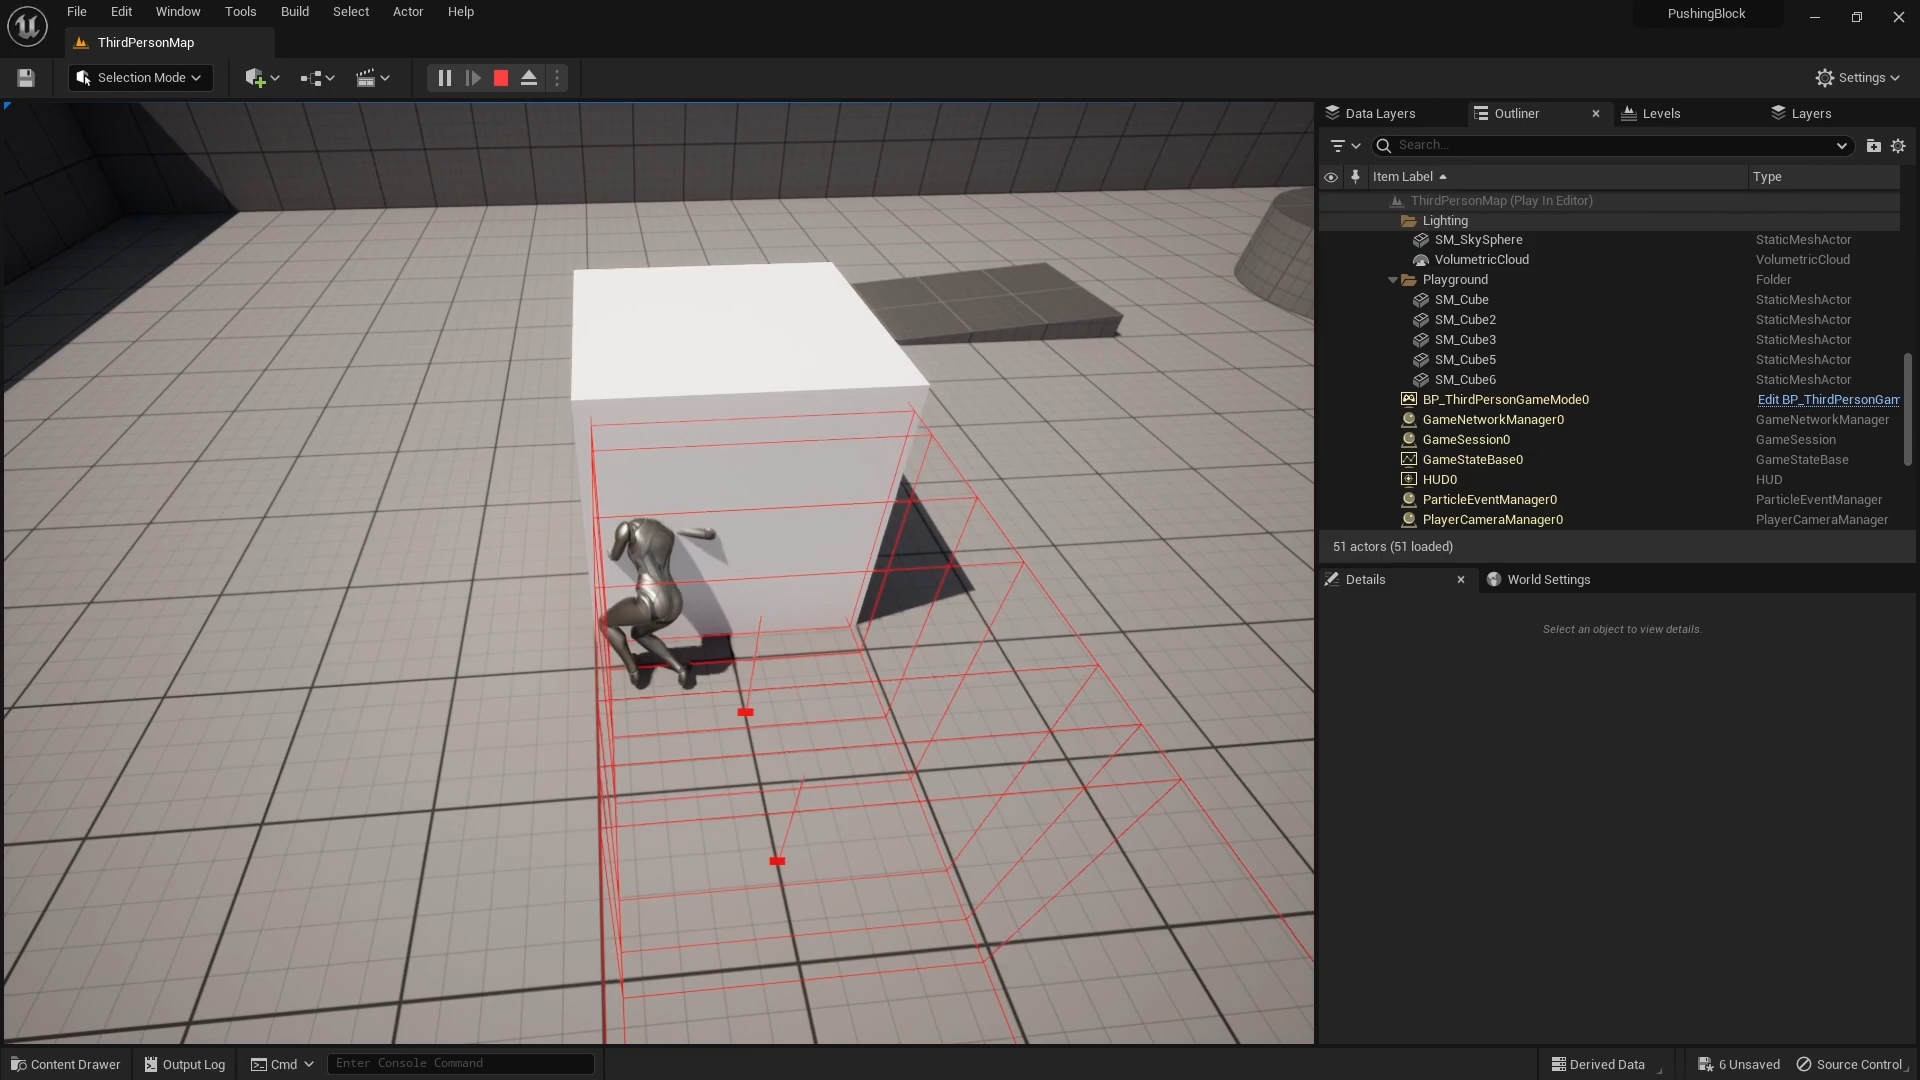 File Edit Window Tools Build Select Actor Help
PushingBlock
ThirdPersonMap
Selection Mode
Settings
Data Layers
Outliner
Levels
Layers
Search...
Item Label
Type
ThirdPersonMap (Play In Editor)
Lighting
SM_SkySphere StaticMeshActor
VolumetricCloud VolumetricCloud
Playground Folder
SM_Cube StaticMeshActor
SM_Cube2 StaticMeshActor
SM_Cube3 StaticMeshActor
SM_Cube5 StaticMeshActor
SM_Cube6 StaticMeshActor
BP_ThirdPersonGameMode0 Edit BP_ThirdPersonGam
GameNetworkManager0 GameNetworkManager
GameSession0 GameSession
GameStateBase0 GameStateBase
HUD0 HUD
ParticleEventManager0 ParticleEventManager
PlayerCameraManager0 PlayerCameraManager
51 actors (51 loaded)
Details
World Settings
Select an object to view details.
Content Drawer
Output Log
Cmd
Enter Console Command
Derived Data
6 Unsaved
Source Control